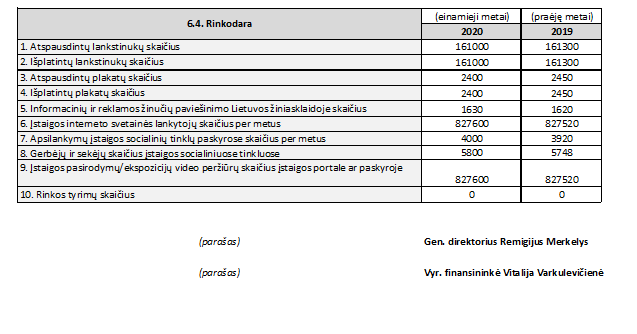 6.4. Rinkodara (einamieji metai) (praėję metai)
2020 2019
1. Atspausdintų lankstinukų skaičius 161000 161300
2. Išplatintų lankstinukų skaičius 161000 161300
3. Atspausdintų plakatų skaičius 2400 2450
4. Išplatintų plakatų skaičius 2400 2450
5. Informacinių ir reklamos žinučių paviešinimo Lietuvos žiniasklaidoje skaičius 1630 1620
6. Įstaigos interneto svetainės lankytojų skaičius per metus 827600 827520
7. Apsilankymų įstaigos socialinių tinklų paskyrose skaičius per metus 4000 3920
8. Gerbėjų ir sekėjų skaičius įstaigos socialiniuose tinkluose 5800 5748
9. Įstaigos pasirodymų/ekspozicijų video peržiūrų skaičius įstaigos portale ar paskyroje
827600 827520
10. Rinkos tyrimų skaičius 0 0
(parašas) Gen. direktorius Remigijus Merkelys
(parašas) Vyr. finansininkė Vitalija Varkulevičienė